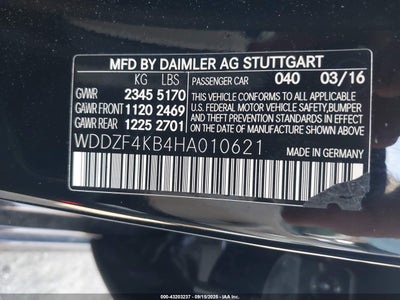 MFD BY DAIMLER AG STUTTGART
KG LBS PASSENGER CAR 040 03/16
GVWR 2345 5170
GAWR FRONT 1120 2469
GAWR REAR 1225 2701
THIS VEHICLE CONFORMS TO ALL APPLICABLE
U.S. FEDERAL MOTOR VEHICLE SAFETY, BUMPER
AND THEFT PREVENTION STANDARDS IN EFFECT
ON THE DATE OF MANUFACTURE SHOWN ABOVE.
WDDZF4KB4HA010621
MADE IN GERMANY
000-43203237 - 09/15/2025 -